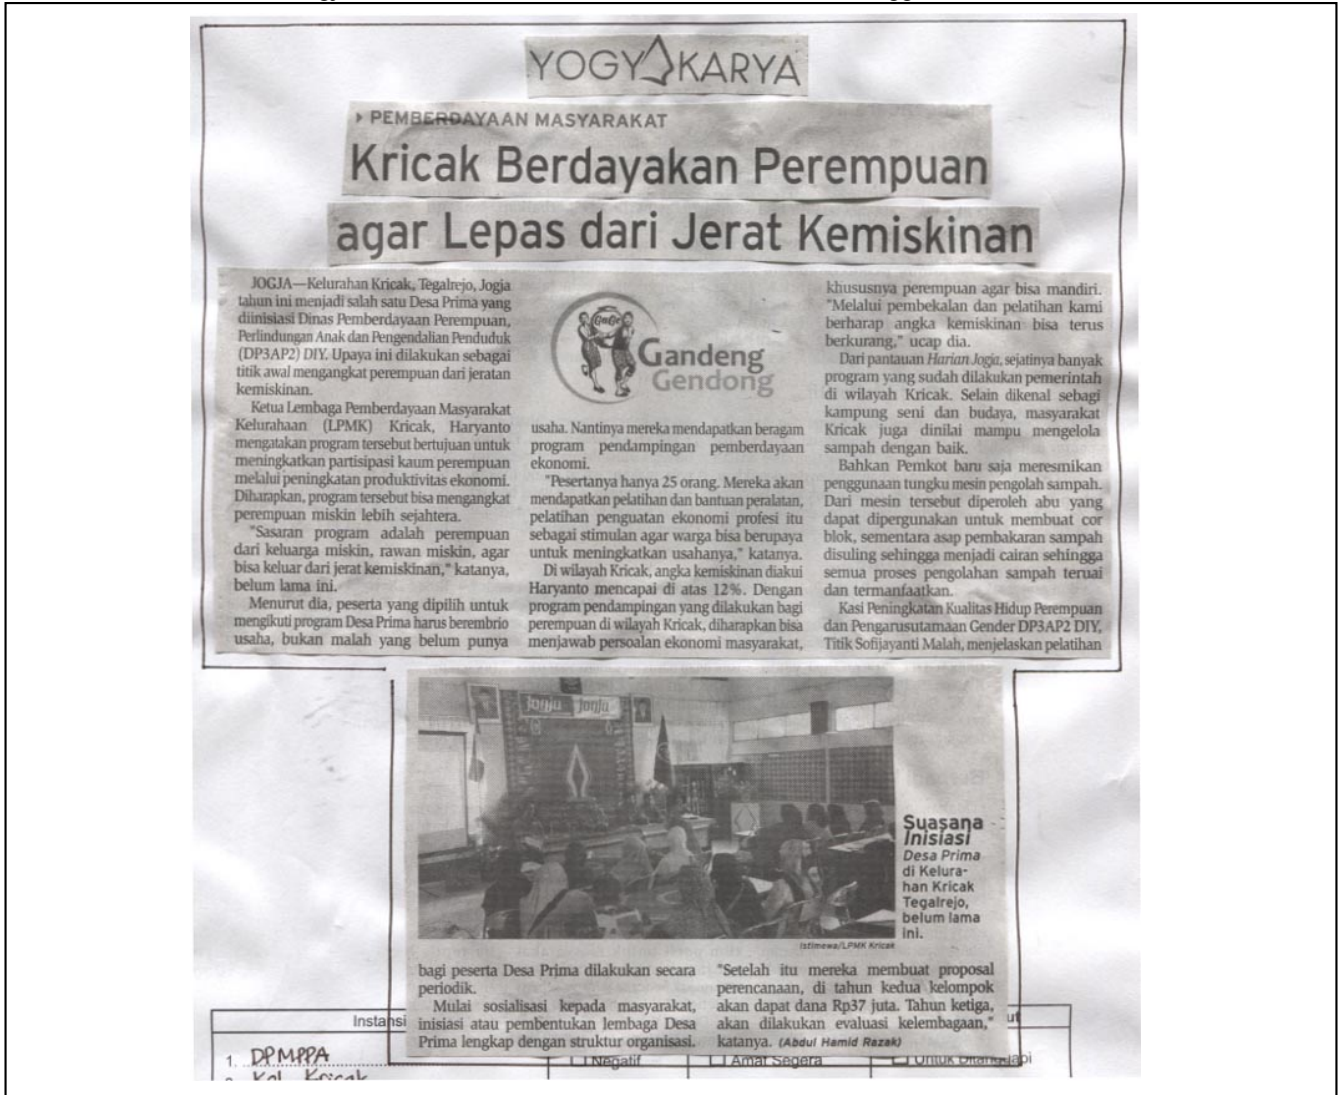 YOGYAKARYA
PEMBERDAYAAN MASYARAKAT
Kricak Berdayakan Perempuan
agar Lepas dari Jerat Kemiskinan
JOGJA—Kelurahan Kricak, Tegalrejo, Jogja
tahun ini menjadi salah satu Desa Prima yang
diinisiasi Dinas Pemberdayaan Perempuan,
Perlindungan Anak dan Pengendalian Penduduk
(DP3AP2) DIY. Upaya ini dilakukan sebagai
titik awal mengangkat perempuan dari jeratan
kemiskinan.
Ketua Lembaga Pemberdayaan Masyarakat
Kelurahaan (LPMK) Kricak, Haryanto
mengatakan program tersebut bertujuan untuk
meningkatkan partisipasi kaum perempuan
melalui peningkatan produktivitas ekonomi.
Diharapkan, program tersebut bisa mengangkat
perempuan miskin lebih sejahtera.
"Sasaran program adalah perempuan
dari keluarga miskin, rawan miskin, agar
bisa keluar dari jerat kemiskinan," katanya,
belum lama ini.
Menurut dia, peserta yang dipilih untuk
mengikuti program Desa Prima harus berembrio
usaha, bukan malah yang belum punya
GaGe
Gandeng
Gendong
usaha. Nantinya mereka mendapatkan beragam
program pendampingan pemberdayaan
ekonomi.
"Pesertanya hanya 25 orang. Mereka akan
mendapatkan pelatihan dan bantuan peralatan,
pelatihan penguatan ekonomi profesi itu
sebagai stimulan agar warga bisa berupaya
untuk meningkatkan usahanya," katanya.
Di wilayah Kricak, angka kemiskinan diakui
Haryanto mencapai di atas 12%. Dengan
program pendampingan yang dilakukan bagi
perempuan di wilayah Kricak, diharapkan bisa
menjawab persoalan ekonomi masyarakat,
khususnya perempuan agar bisa mandiri.
"Melalui pembekalan dan pelatihan kami
berharap angka kemiskinan bisa terus
berkurang," ucap dia.
Dari pantauan Harian Jogja, sejatinya banyak
program yang sudah dilakukan pemerintah
di wilayah Kricak. Selain dikenal sebagai
kampung seni dan budaya, masyarakat
Kricak juga dinilai mampu mengelola
sampah dengan baik.
Bahkan Pemkot baru saja meresmikan
penggunaan tungku mesin pengolah sampah.
Dari mesin tersebut diperoleh abu yang
dapat dipergunakan untuk membuat cor
blok, sementara asap pembakaran sampah
disuling sehingga menjadi cairan sehingga
semua proses pengolahan sampah teruai
dan termanfaatkan.
Kasi Peningkatan Kualitas Hidup Perempuan
dan Pengarusutamaan Gender DP3AP2 DIY,
Titik Sofijayanti Malah, menjelaskan pelatihan
Jogja Jogja
Suasana
Inisiasi
Desa Prima
di Kelura-
han Kricak
Tegalrejo,
belum lama
ini.
Istimewa/LPMK Kricak
bagi peserta Desa Prima dilakukan secara
periodik.
Mulai sosialisasi kepada masyarakat,
inisiasi atau pembentukan lembaga Desa
Prima lengkap dengan struktur organisasi.
"Setelah itu mereka membuat proposal
perencanaan, di tahun kedua kelompok
akan dapat dana Rp37 juta. Tahun ketiga,
akan dilakukan evaluasi kelembagaan,"
katanya. (Abdul Hamid Razak)
Instansi
1. DPMPPA
Negatif
Amat Segera
Untuk Ditanggapi
Kel. Kricak